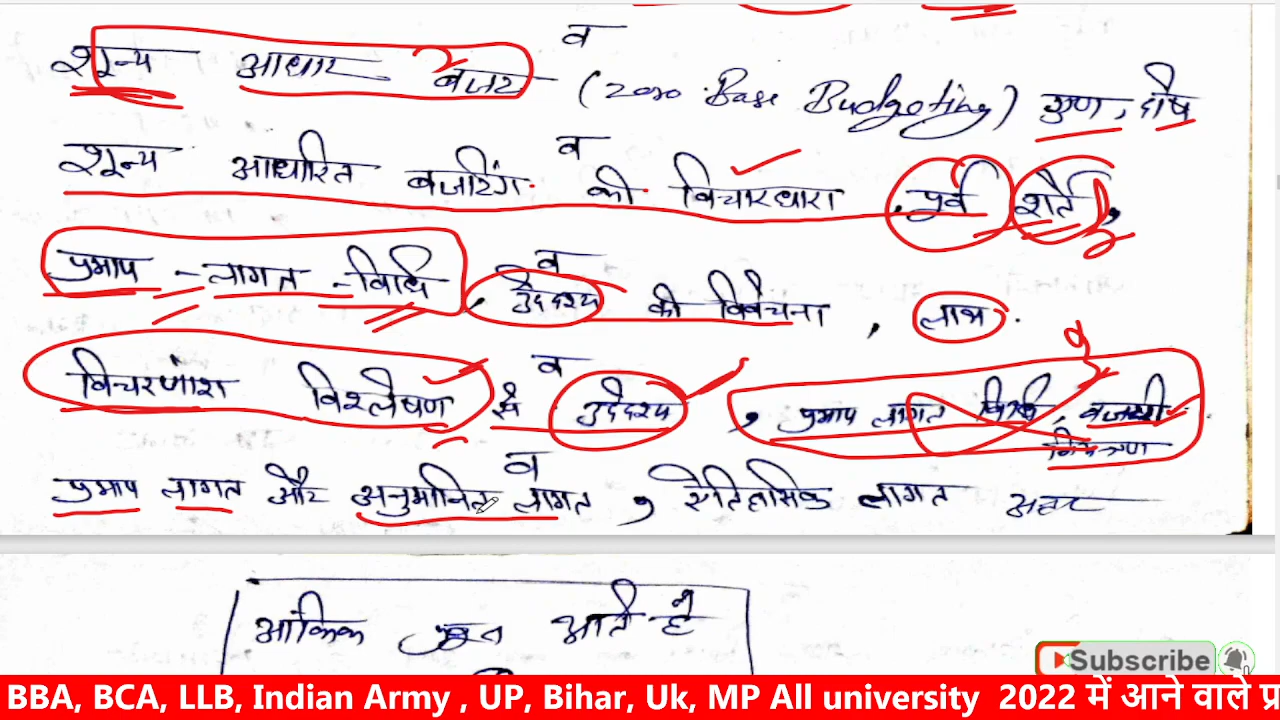 व
शून्य आधार बजट (Zero Base Budgeting) गुण, दोष
व
शून्य आधारित बजटिंग की विचारधारा, पूर्व शर्ते,
व
प्रमाप - लागत - विधि, उद्देश्य की विवेचना, लाभ.
व
विचरणांश विश्लेषण के उद्देश्य, प्रमाप लागत बजटरी
नियन्त्रण
व
प्रमाप लागत और अनुमानित लागत, ऐतिहासिक लागत अन्तर
आंकिक प्रश्न आते है
Subscribe
BBA, BCA, LLB, Indian Army , UP, Bihar, Uk, MP All university 2022 में आने वाले प्र